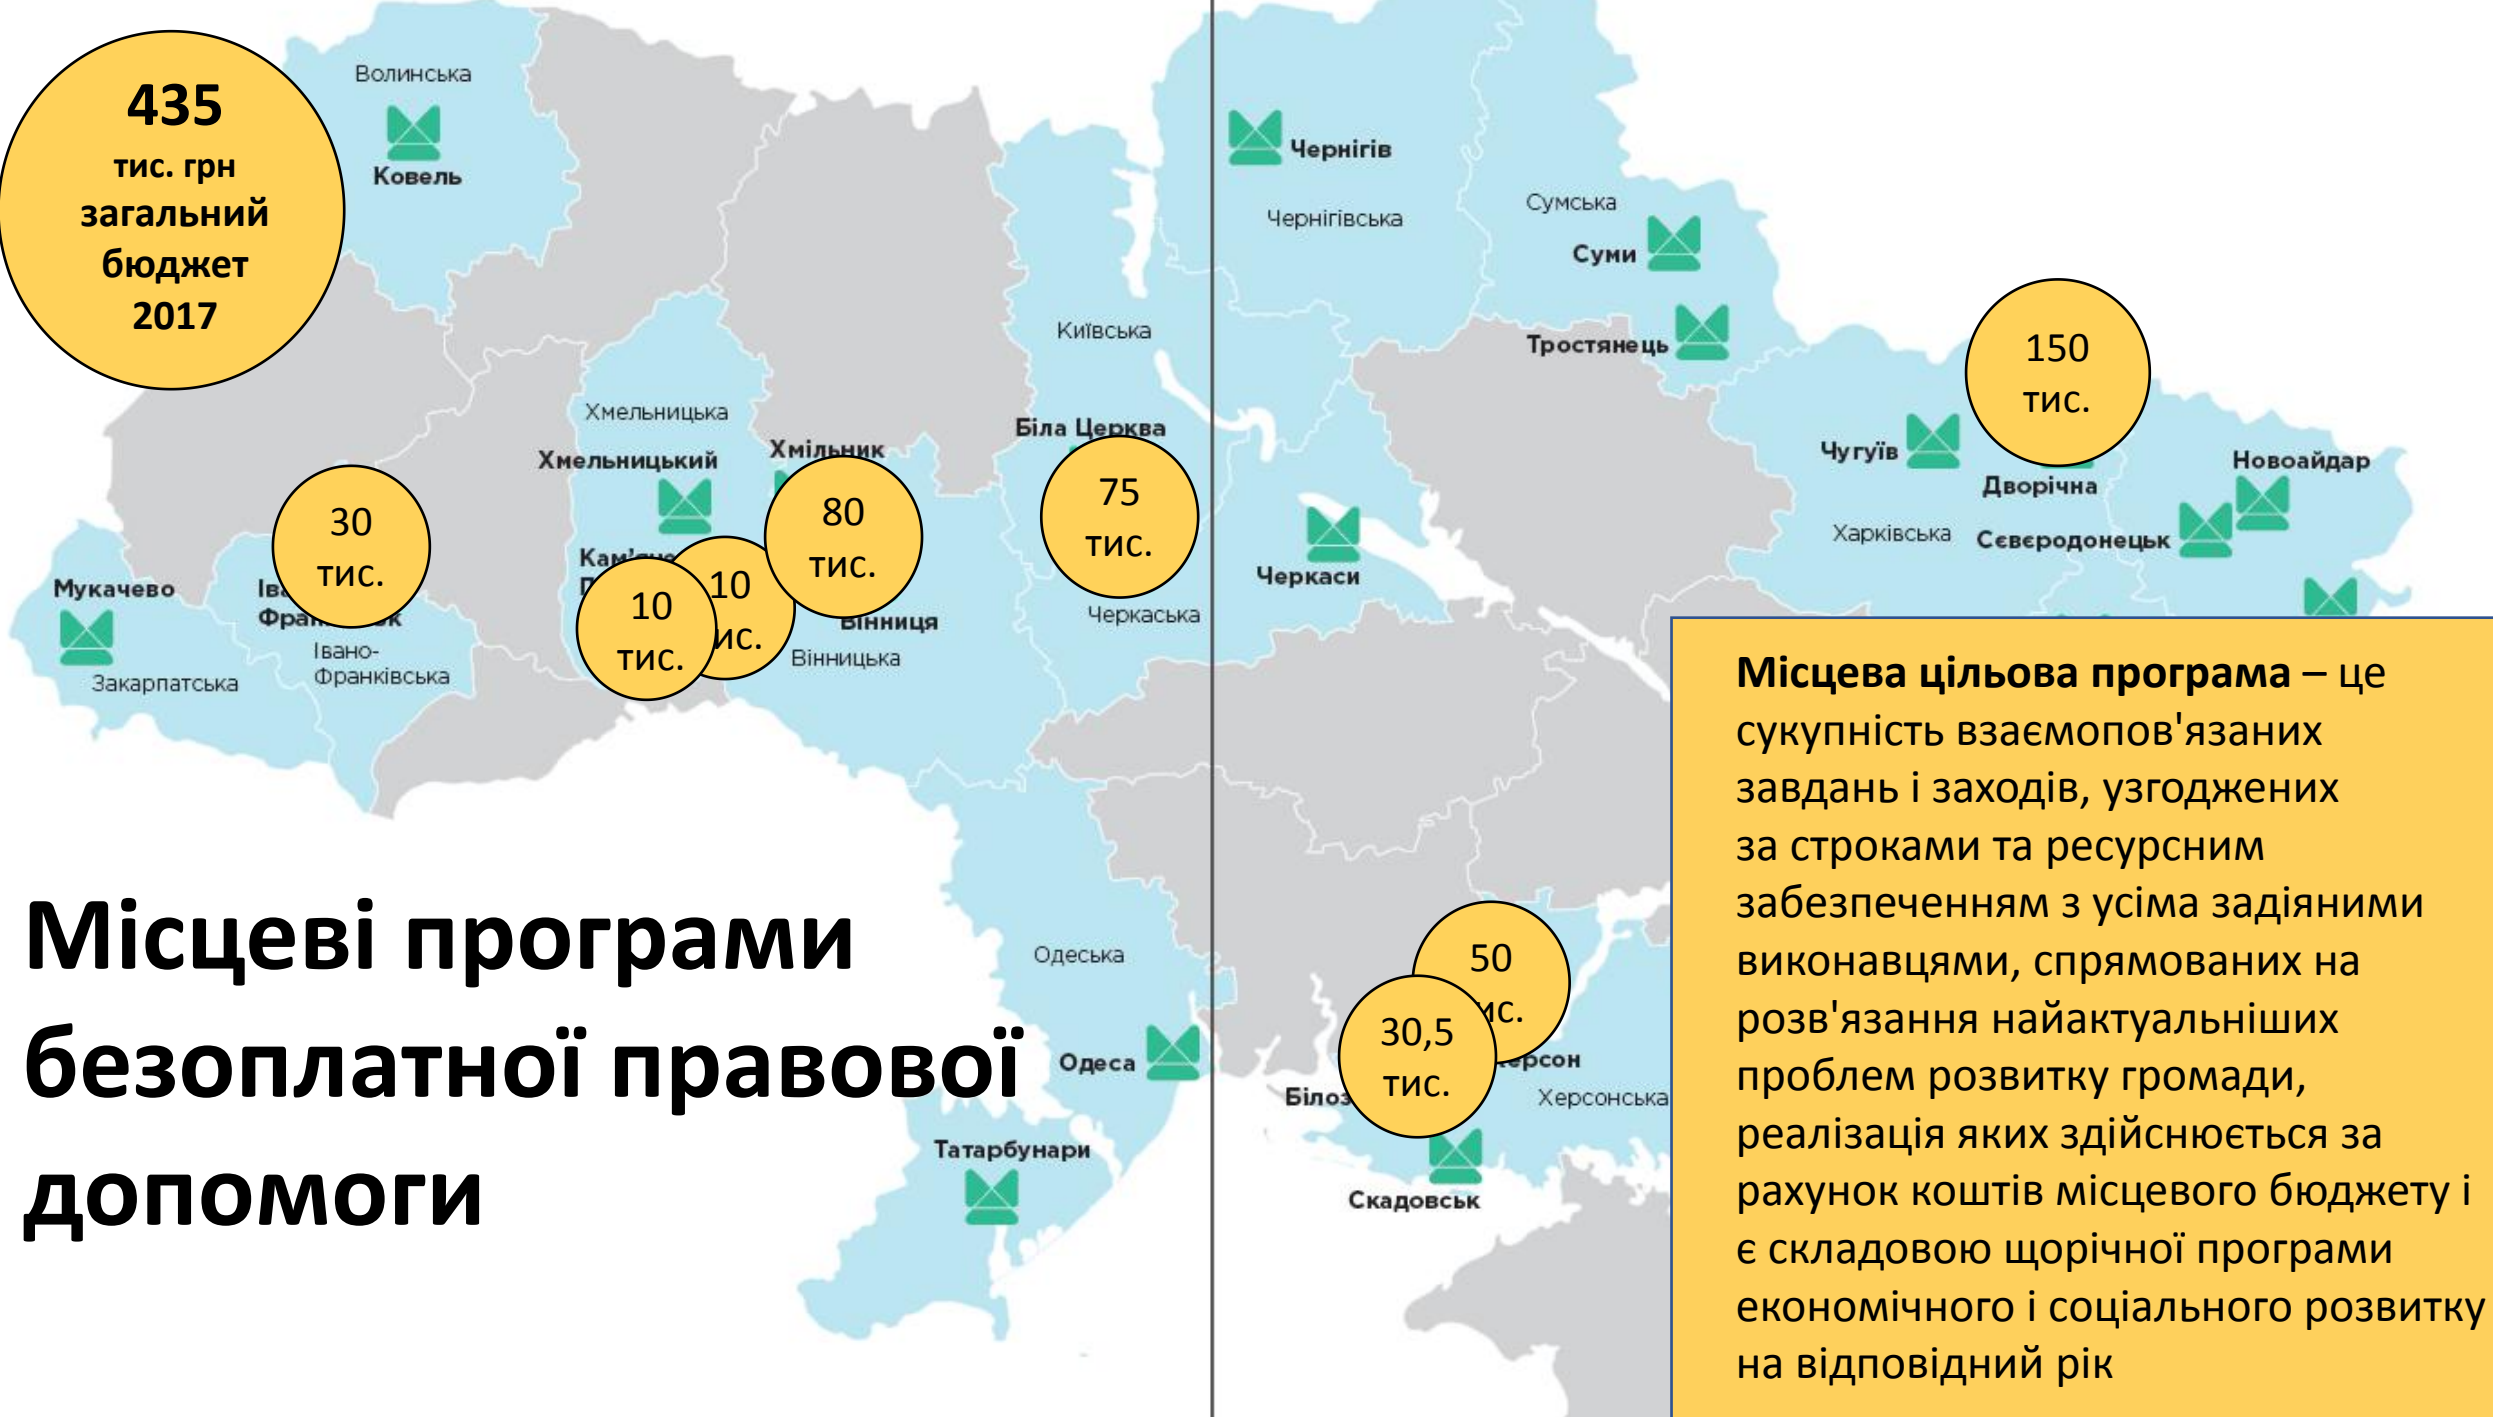 435
тис. грн
загальний
бюджет
2017
Волинська
Ковель
Чернігів
Чернігівська
Сумська
Суми
Тростянець
Київська
Біла Церква
75
тис.
Хмельницька
Хмельницький
Хмільник
80
тис.
10
тис.
10
Вінниця
Вінницька
30
тис.
Мукачево
Закарпатська
Івано-
Франківська
Черкаська
Черкаси
150
тис.
Чугуїв
Дворічна
Новоайдар
Харківська
Сєвєродонецьк
Одеська
Одеса
Татарбунари
50
30,5
тис.
Херсонська
Скадовськ
Місцеві програми
безоплатної правової
допомоги
Місцева цільова програма – це
сукупність взаємопов'язаних
завдань і заходів, узгоджених
за строками та ресурсним
забезпеченням з усіма задіяними
виконавцями, спрямованих на
розв'язання найактуальніших
проблем розвитку громади,
реалізація яких здійснюється за
рахунок коштів місцевого бюджету і
є складовою щорічної програми
економічного і соціального розвитку
на відповідний рік